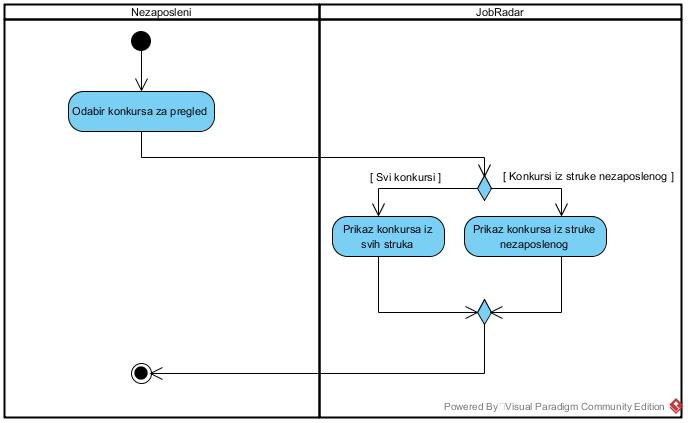 Nezaposleni
JobRadar
Odabir konkursa za pregled
[ Svi konkursi ]
[ Konkursi iz struke nezaposlenog ]
Prikaz konkursa iz
svih struka
Prikaz konkursa iz struke
nezaposlenog
Powered By Visual Paradigm Community Edition